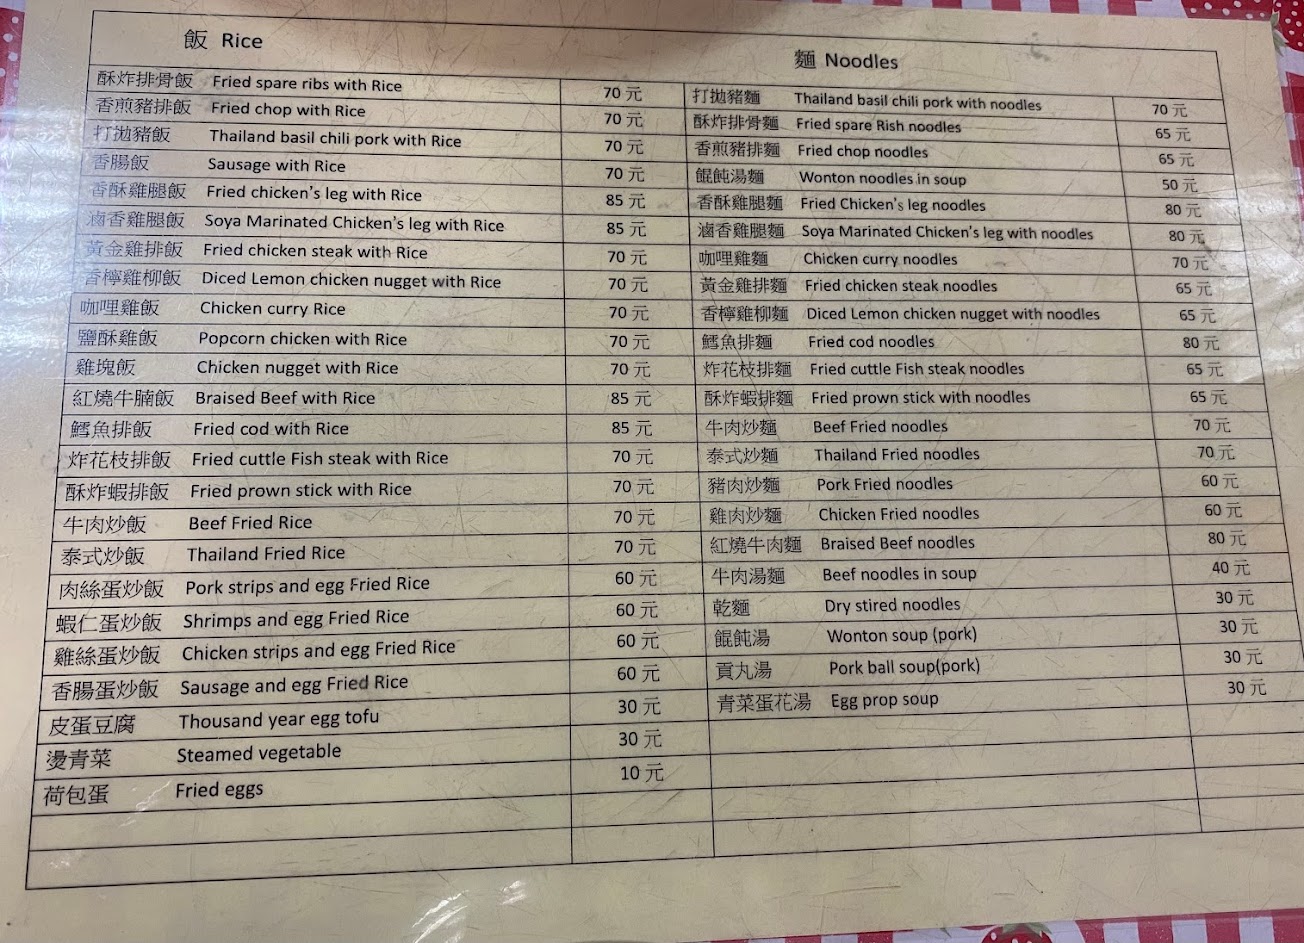 飯 Rice
酥炸排骨飯 Fried spare ribs with Rice 70 元
香煎豬排飯 Fried chop with Rice 70 元
打拋豬飯 Thailand basil chili pork with Rice 70 元
香腸飯 Sausage with Rice 70 元
香酥雞腿飯 Fried chicken's leg with Rice 85 元
滷香雞腿飯 Soya Marinated Chicken's leg with Rice 85 元
黃金雞排飯 Fried chicken steak with Rice 70 元
香檸雞柳飯 Diced Lemon chicken nugget with Rice 70 元
咖哩雞飯 Chicken curry Rice 70 元
鹽酥雞飯 Popcorn chicken with Rice 70 元
雞塊飯 Chicken nugget with Rice 70 元
紅燒牛腩飯 Braised Beef with Rice 85 元
鱈魚排飯 Fried cod with Rice 85 元
炸花枝排飯 Fried cuttle Fish steak with Rice 70 元
酥炸蝦排飯 Fried prown stick with Rice 70 元
牛肉炒飯 Beef Fried Rice 70 元
泰式炒飯 Thailand Fried Rice 70 元
肉絲蛋炒飯 Pork strips and egg Fried Rice 60 元
蝦仁蛋炒飯 Shrimps and egg Fried Rice 60 元
雞絲蛋炒飯 Chicken strips and egg Fried Rice 60 元
香腸蛋炒飯 Sausage and egg Fried Rice 60 元
皮蛋豆腐 Thousand year egg tofu 30 元
燙青菜 Steamed vegetable 30 元
荷包蛋 Fried eggs 10 元
麵 Noodles
打拋豬麵 Thailand basil chili pork with noodles 70 元
酥炸排骨麵 Fried spare Rish noodles 65 元
香煎豬排麵 Fried chop noodles 65 元
餛飩湯麵 Wonton noodles in soup 50 元
香酥雞腿麵 Fried Chicken's leg noodles 80 元
滷香雞腿麵 Soya Marinated Chicken's leg with noodles 80 元
咖哩雞麵 Chicken curry noodles 70 元
黃金雞排麵 Fried chicken steak noodles 65 元
香檸雞柳麵 Diced Lemon chicken nugget with noodles 65 元
鱈魚排麵 Fried cod noodles 80 元
炸花枝排麵 Fried cuttle Fish steak noodles 65 元
酥炸蝦排麵 Fried prown stick with noodles 65 元
牛肉炒麵 Beef Fried noodles 70 元
泰式炒麵 Thailand Fried noodles 70 元
豬肉炒麵 Pork Fried noodles 60 元
雞肉炒麵 Chicken Fried noodles 60 元
紅燒牛肉麵 Braised Beef noodles 80 元
牛肉湯麵 Beef noodles in soup 40 元
乾麵 Dry stired noodles 30 元
餛飩湯 Wonton soup (pork) 30 元
貢丸湯 Pork ball soup(pork) 30 元
青菜蛋花湯 Egg prop soup 30 元